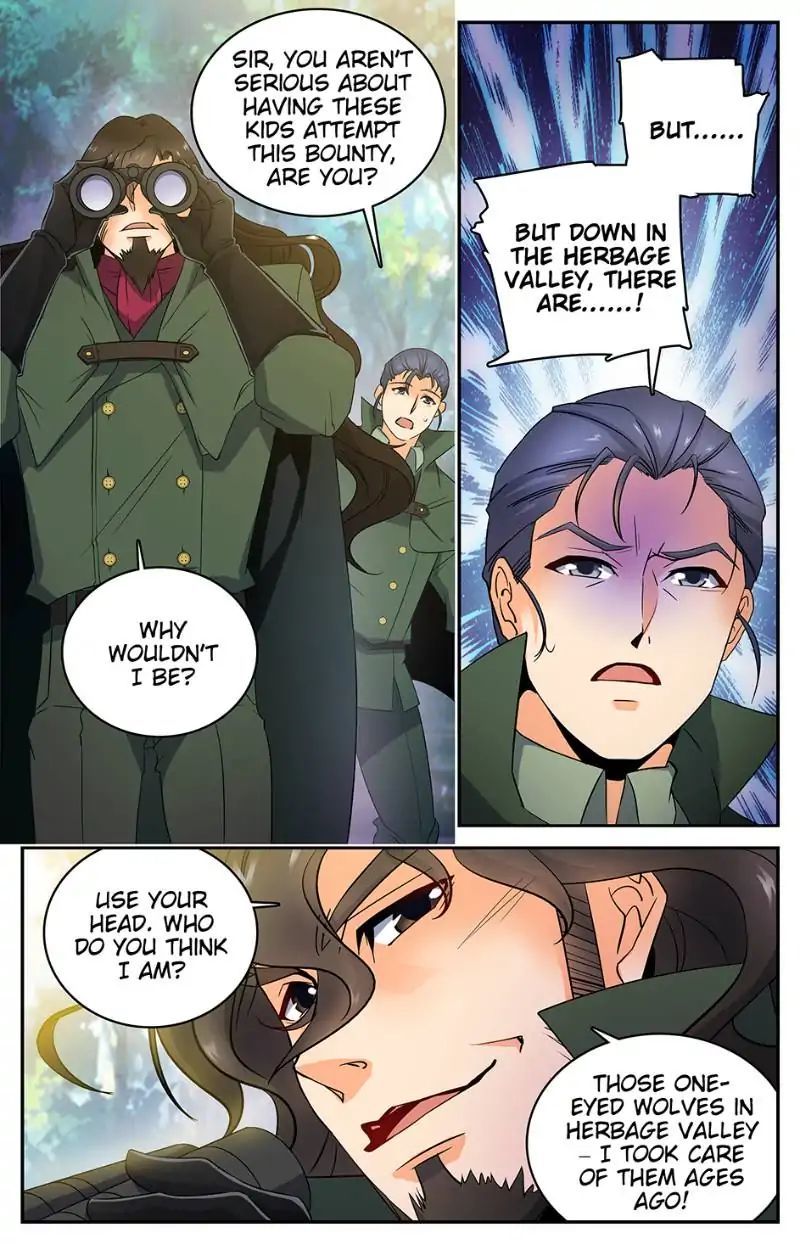 SIR, YOU AREN'T
SERIOUS ABOUT
HAVING THESE
KIDS ATTEMPT
THIS BOUNTY,
ARE YOU?
WHY
WOULDN'T
I BE?
BUT......
BUT DOWN IN
THE HERBAGE
VALLEY, THERE
ARE......!
USE YOUR
HEAD. WHO
DO YOU THINK
I AM?
THOSE ONE-
EYED WOLVES IN
HERBAGE VALLEY
– I TOOK CARE
OF THEM AGES
AGO!